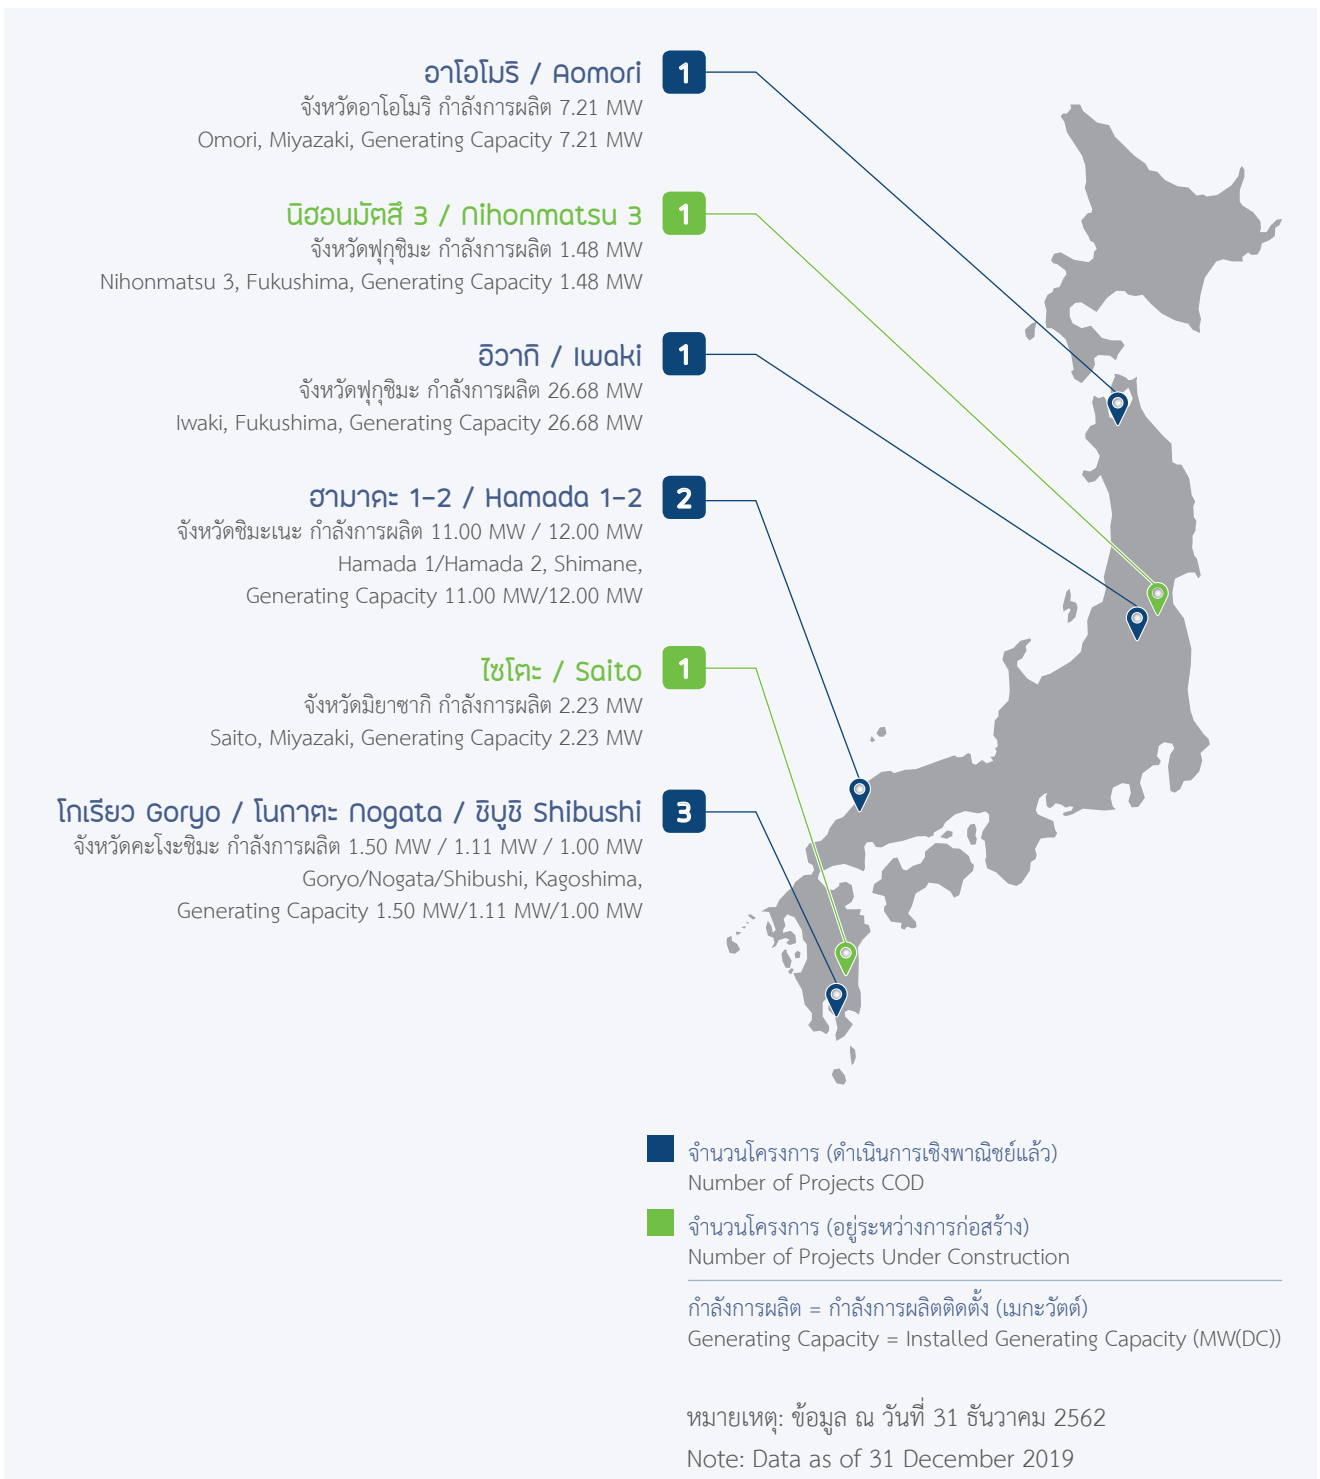 อาโอโมริ / Aomori
1
จังหวัดอาโอโมริ กำลังการผลิต 7.21 MW
Omori, Miyazaki, Generating Capacity 7.21 MW
นิฮอนมัตสึ 3 / Nihonmatsu 3
1
จังหวัดฟุกุชิมะ กำลังการผลิต 1.48 MW
Nihonmatsu 3, Fukushima, Generating Capacity 1.48 MW
อิวากิ / Iwaki
1
จังหวัดฟุกุชิมะ กำลังการผลิต 26.68 MW
Iwaki, Fukushima, Generating Capacity 26.68 MW
ฮามาดะ 1-2 / Hamada 1-2
2
จังหวัดชิมะเนะ กำลังการผลิต 11.00 MW / 12.00 MW
Hamada 1/Hamada 2, Shimane,
Generating Capacity 11.00 MW/12.00 MW
ไซโตะ / Saito
1
จังหวัดมิยาซากิ กำลังการผลิต 2.23 MW
Saito, Miyazaki, Generating Capacity 2.23 MW
โกเรียว Goryo / โนกาตะ Nogata / ชิบูชิ Shibushi
3
จังหวัดคะโงะชิมะ กำลังการผลิต 1.50 MW / 1.11 MW / 1.00 MW
Goryo/Nogata/Shibushi, Kagoshima,
Generating Capacity 1.50 MW/1.11 MW/1.00 MW
จำนวนโครงการ (ดำเนินการเชิงพาณิชย์แล้ว)
Number of Projects COD
จำนวนโครงการ (อยู่ระหว่างการก่อสร้าง)
Number of Projects Under Construction
กำลังการผลิต = กำลังการผลิตติดตั้ง (เมกะวัตต์)
Generating Capacity = Installed Generating Capacity (MW(DC))
หมายเหตุ: ข้อมูล ณ วันที่ 31 ธันวาคม 2562
Note: Data as of 31 December 2019